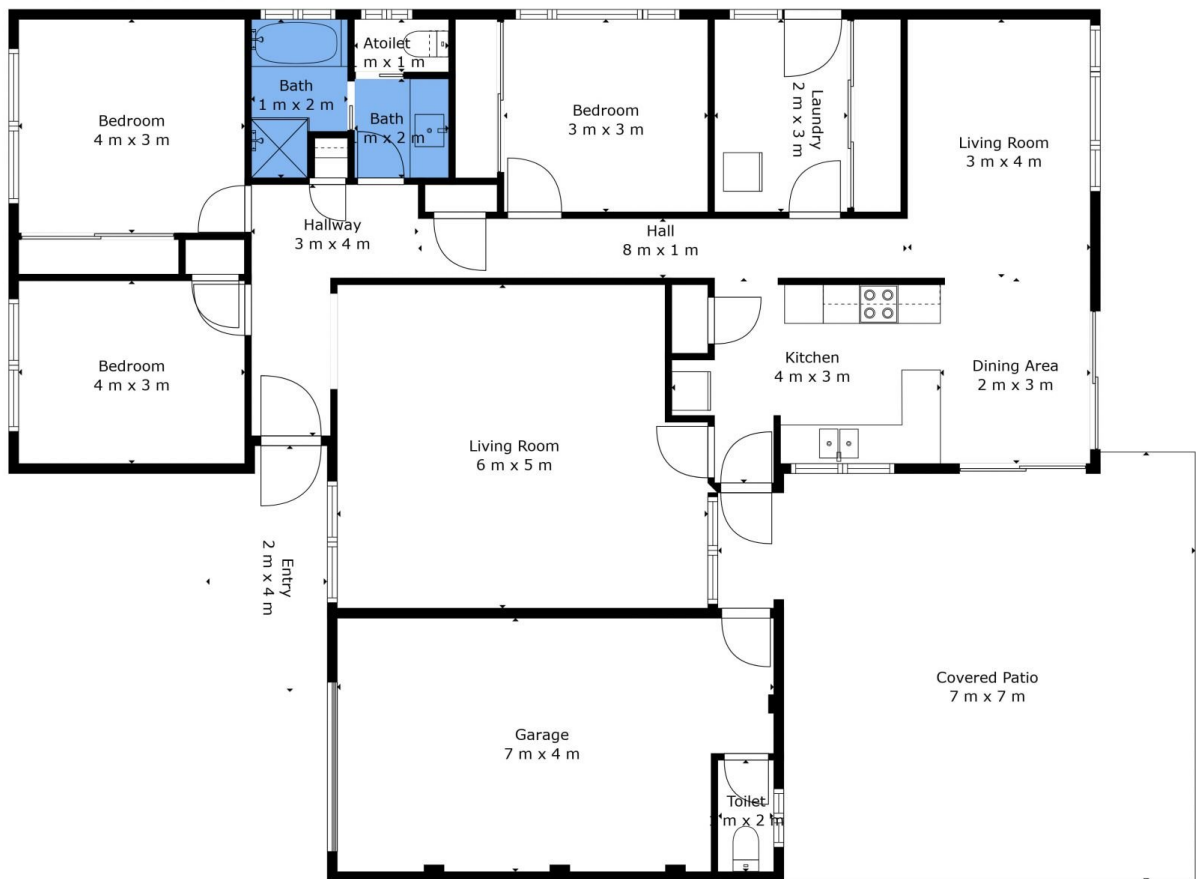 Bedroom
4 m x 3 m
Bath
1 m x 2 m
Atoilet
m x 1 m
Bath
m x 2 m
Bedroom
3 m x 3 m
Laundry
2 m x 3 m
Living Room
3 m x 4 m
Hallway
3 m x 4 m
Hall
8 m x 1 m
Bedroom
4 m x 3 m
Kitchen
4 m x 3 m
Dining Area
2 m x 3 m
Living Room
6 m x 5 m
Entry
2 m x 4 m
Covered Patio
7 m x 7 m
Garage
7 m x 4 m
Toilet
m x 2 m